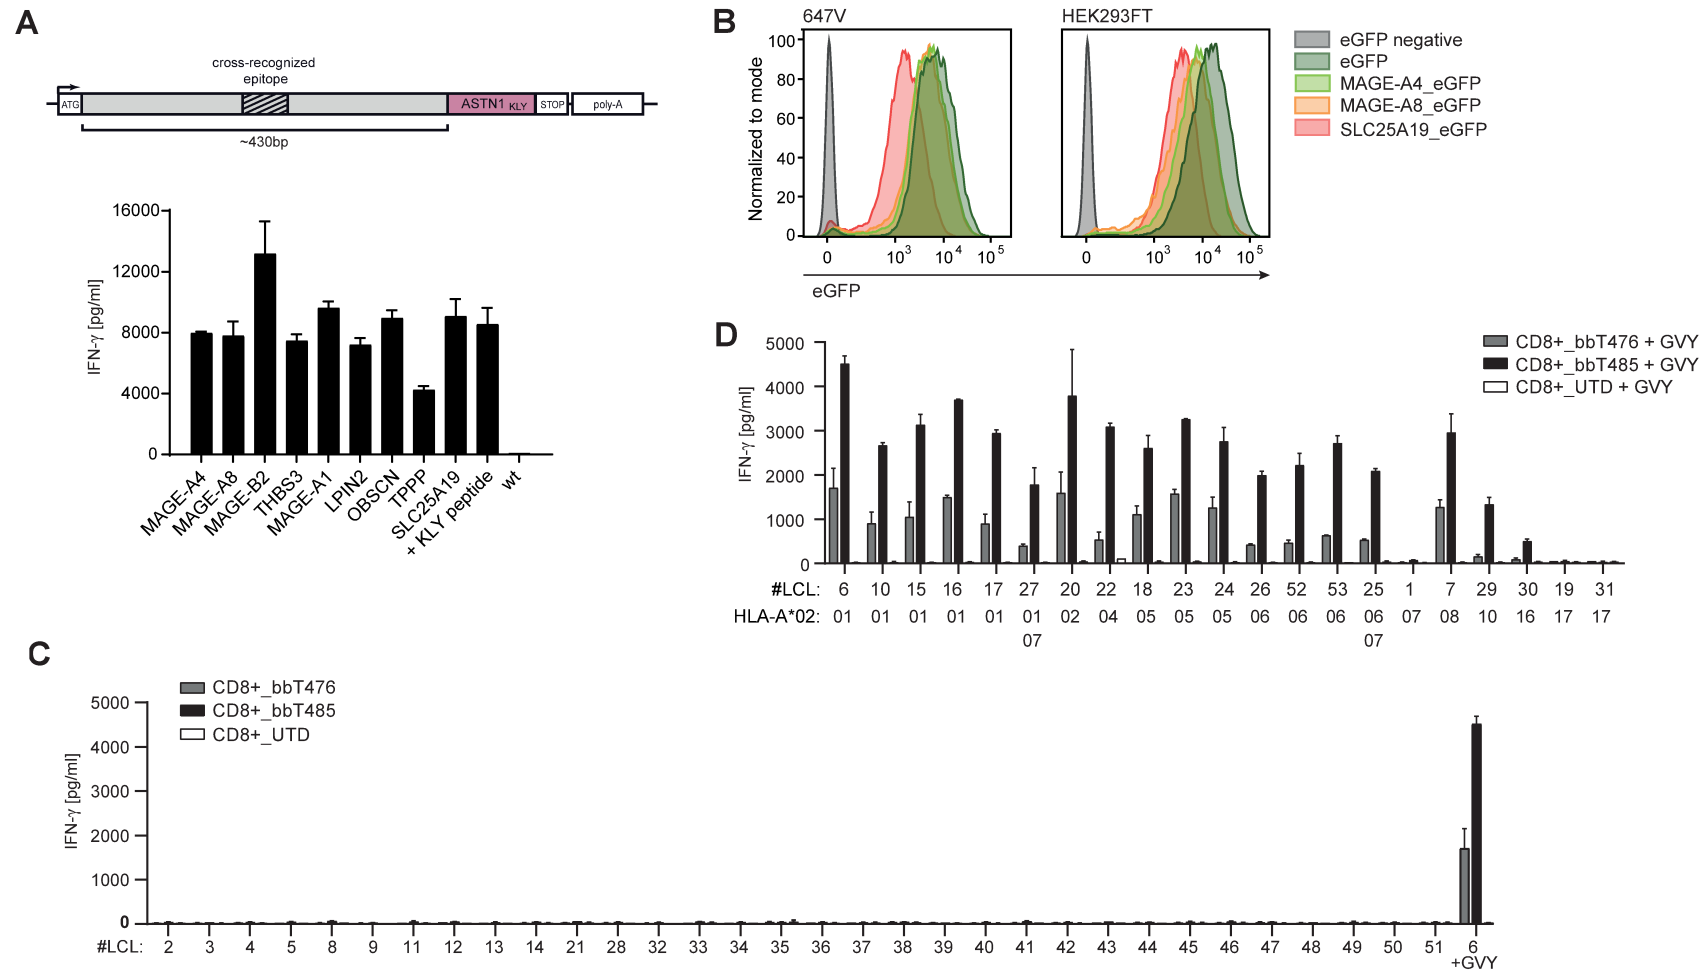 A
cross-recognized
epitope
ATG
ASTN1 KLY
STOP
poly-A
~430bp
16000
12000
8000
4000
0
IFN-γ [pg/ml]
MAGE-A4
MAGE-A8
MAGE-B2
THBS3
MAGE-A1
LPIN2
OBSCN
TPPP
SLC25A19
+ KLY peptide
wt
B
647V
HEK293FT
100
80
60
40
20
0
Normalized to mode
0 10³ 10⁴ 10⁵
0 10³ 10⁴ 10⁵
eGFP
eGFP negative
eGFP
MAGE-A4_eGFP
MAGE-A8_eGFP
SLC25A19_eGFP
D
5000
4000
3000
2000
1000
0
IFN-γ [pg/ml]
CD8+_bbT476 + GVY
CD8+_bbT485 + GVY
CD8+_UTD + GVY
#LCL: 6 10 15 16 17 27 20 22 18 23 24 26 52 53 25 1 7 29 30 19 31
HLA-A*02: 01 01 01 01 01 01 02 04 05 05 05 06 06 06 06 07 08 10 16 17 17
07 07
C
CD8+_bbT476
CD8+_bbT485
CD8+_UTD
5000
4000
3000
2000
1000
0
IFN-γ [pg/ml]
#LCL: 2 3 4 5 8 9 11 12 13 14 21 28 32 33 34 35 36 37 38 39 40 41 42 43 44 45 46 47 48 49 50 51 6
+GVY